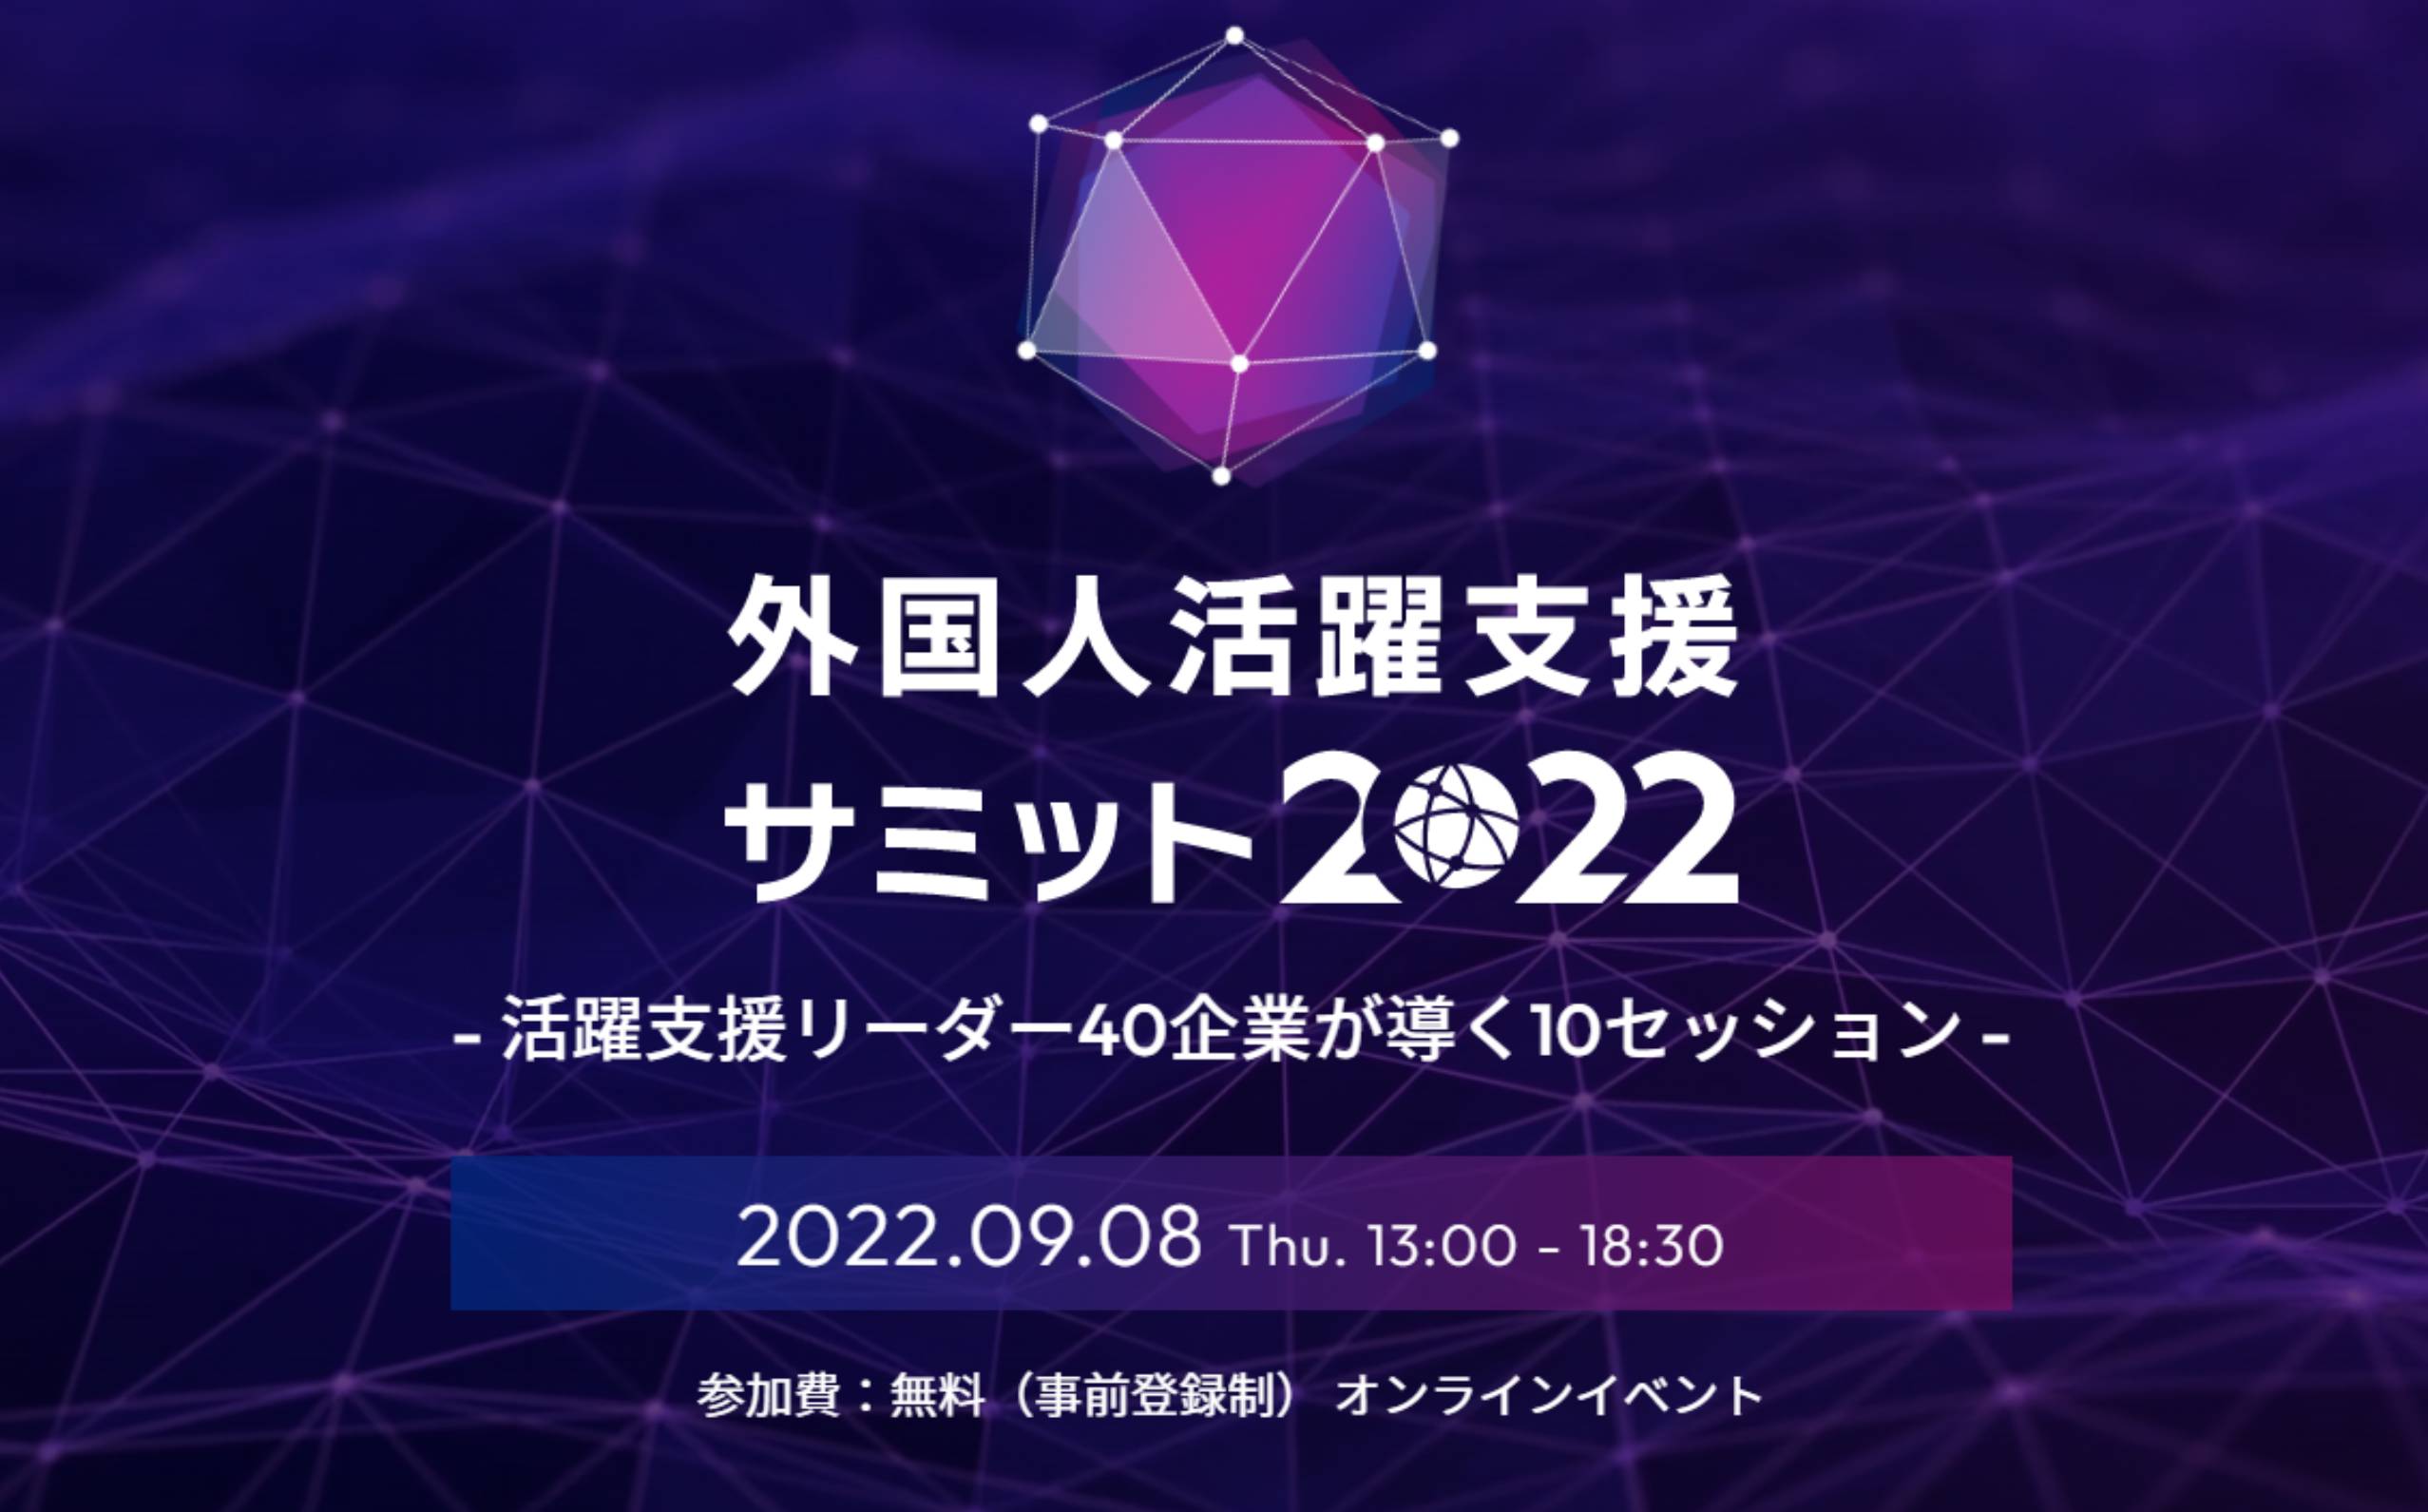 外国人活躍支援
サミット2022
- 活躍支援リーダー40企業が導く10セッション -
2022.09.08 Thu. 13:00 - 18:30
参加費：無料（事前登録制） オンラインイベント